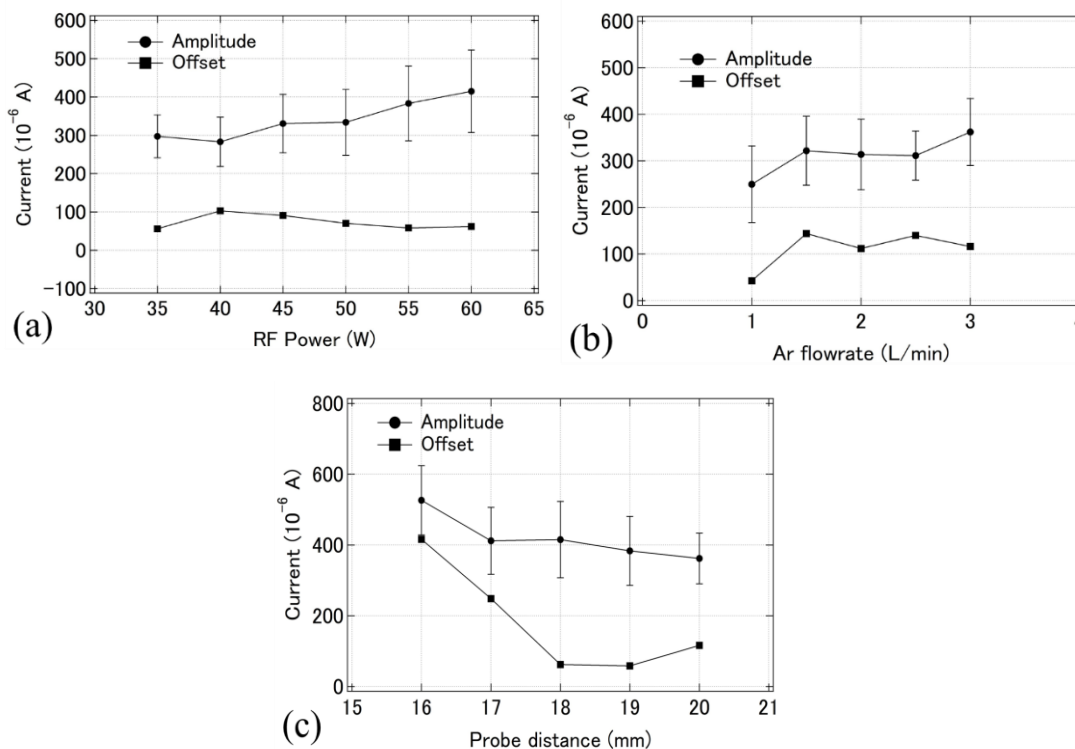 600
500
400
300
200
100
0
−100
Current (10⁻⁶ A)
Amplitude
Offset
30 35 40 45 50 55 60 65
RF Power (W)
(a)
600
500
400
300
200
100
0
Current (10⁻⁶ A)
Amplitude
Offset
0 1 2 3
Ar flowrate (L/min)
(b)
800
600
400
200
0
Current (10⁻⁶ A)
Amplitude
Offset
15 16 17 18 19 20 21
Probe distance (mm)
(c)